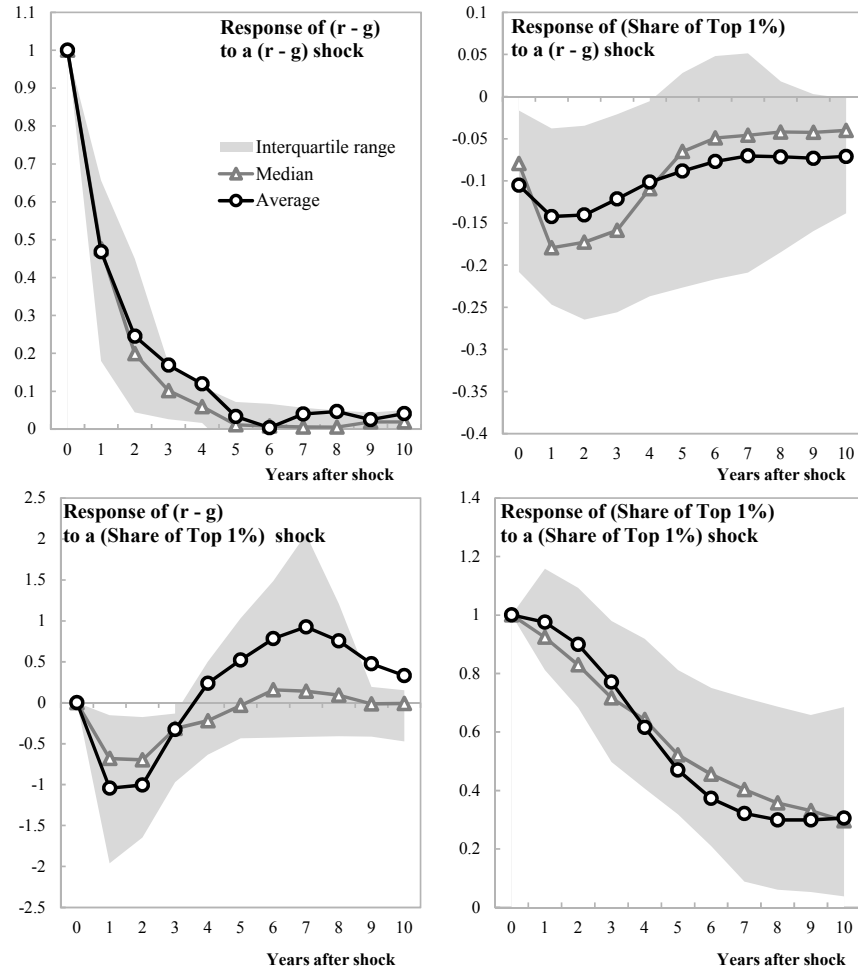 Response of (r - g)
to a (r - g) shock
1
0.9
0.8
0.7
0.6
0.5
0.4
0.3
0.2
0.1
0
Interquartile range
Median
Average
0 1 2 3 4 5 6 7 8 9 10
Years after shock
Response of (Share of Top 1%)
to a (r - g) shock
0.1
0.05
0
-0.05
-0.1
-0.15
-0.2
-0.25
-0.3
-0.35
-0.4
0 1 2 3 4 5 6 7 8 9 10
Years after shock
Response of (r - g)
to a (Share of Top 1%) shock
2.5
2
1.5
1
0.5
0
-0.5
-1
-1.5
-2
-2.5
0 1 2 3 4 5 6 7 8 9 10
Years after shock
Response of (Share of Top 1%)
to a (Share of Top 1%) shock
1.4
1.2
1
0.8
0.6
0.4
0.2
0
0 1 2 3 4 5 6 7 8 9 10
Years after shock